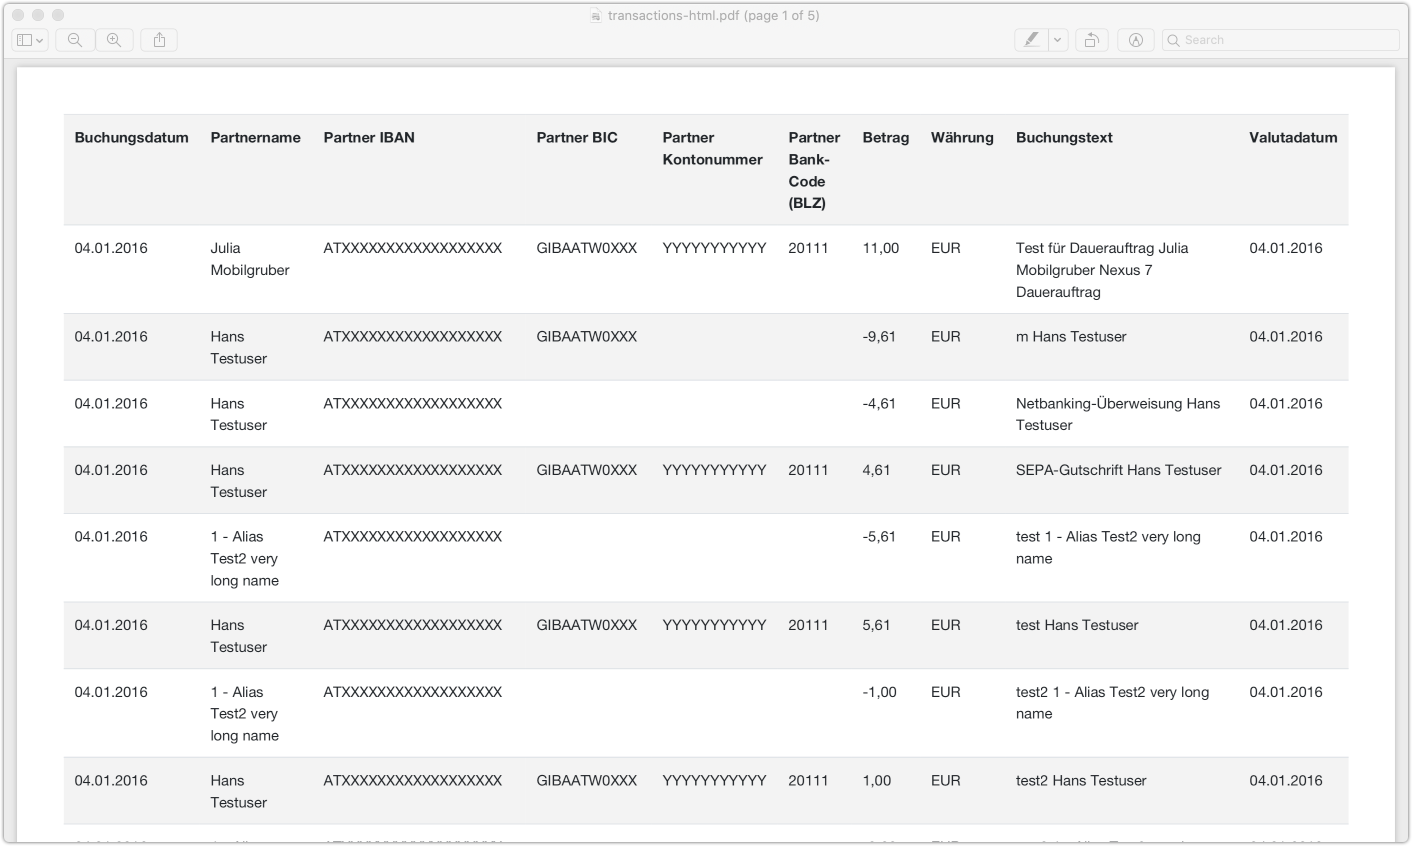 transactions-html.pdf (page 1 of 5)
Search
Buchungsdatum Partnername Partner IBAN Partner BIC Partner Kontonummer Partner Bank-Code (BLZ) Betrag Währung Buchungstext Valutadatum
04.01.2016 Julia Mobilgruber ATXXXXXXXXXXXXXXXXXX GIBAATW0XXX YYYYYYYYYYY 20111 11,00 EUR Test für Dauerauftrag Julia Mobilgruber Nexus 7 Dauerauftrag 04.01.2016
04.01.2016 Hans Testuser ATXXXXXXXXXXXXXXXXXX GIBAATW0XXX -9,61 EUR m Hans Testuser 04.01.2016
04.01.2016 Hans Testuser ATXXXXXXXXXXXXXXXXXX -4,61 EUR Netbanking-Überweisung Hans Testuser 04.01.2016
04.01.2016 Hans Testuser ATXXXXXXXXXXXXXXXXXX GIBAATW0XXX YYYYYYYYYYY 20111 4,61 EUR SEPA-Gutschrift Hans Testuser 04.01.2016
04.01.2016 1 - Alias Test2 very long name ATXXXXXXXXXXXXXXXXXX -5,61 EUR test 1 - Alias Test2 very long name 04.01.2016
04.01.2016 Hans Testuser ATXXXXXXXXXXXXXXXXXX GIBAATW0XXX YYYYYYYYYYY 20111 5,61 EUR test Hans Testuser 04.01.2016
04.01.2016 1 - Alias Test2 very long name ATXXXXXXXXXXXXXXXXXX -1,00 EUR test2 1 - Alias Test2 very long name 04.01.2016
04.01.2016 Hans Testuser ATXXXXXXXXXXXXXXXXXX GIBAATW0XXX YYYYYYYYYYY 20111 1,00 EUR test2 Hans Testuser 04.01.2016